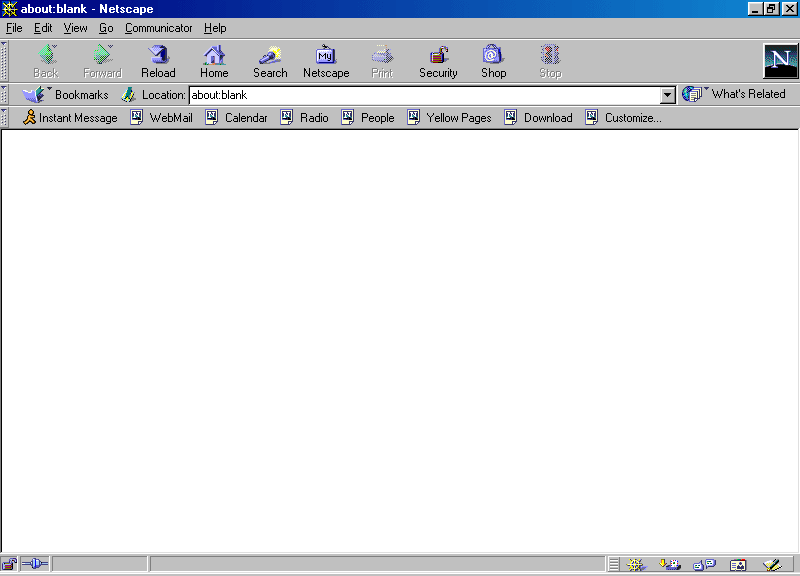 about:blank - Netscape
File Edit View Go Communicator Help
My N
Back Forward Reload Home Search Netscape Print Security Shop Stop
Bookmarks Location: about:blank What's Related
Instant Message WebMail Calendar Radio People Yellow Pages Download Customize...